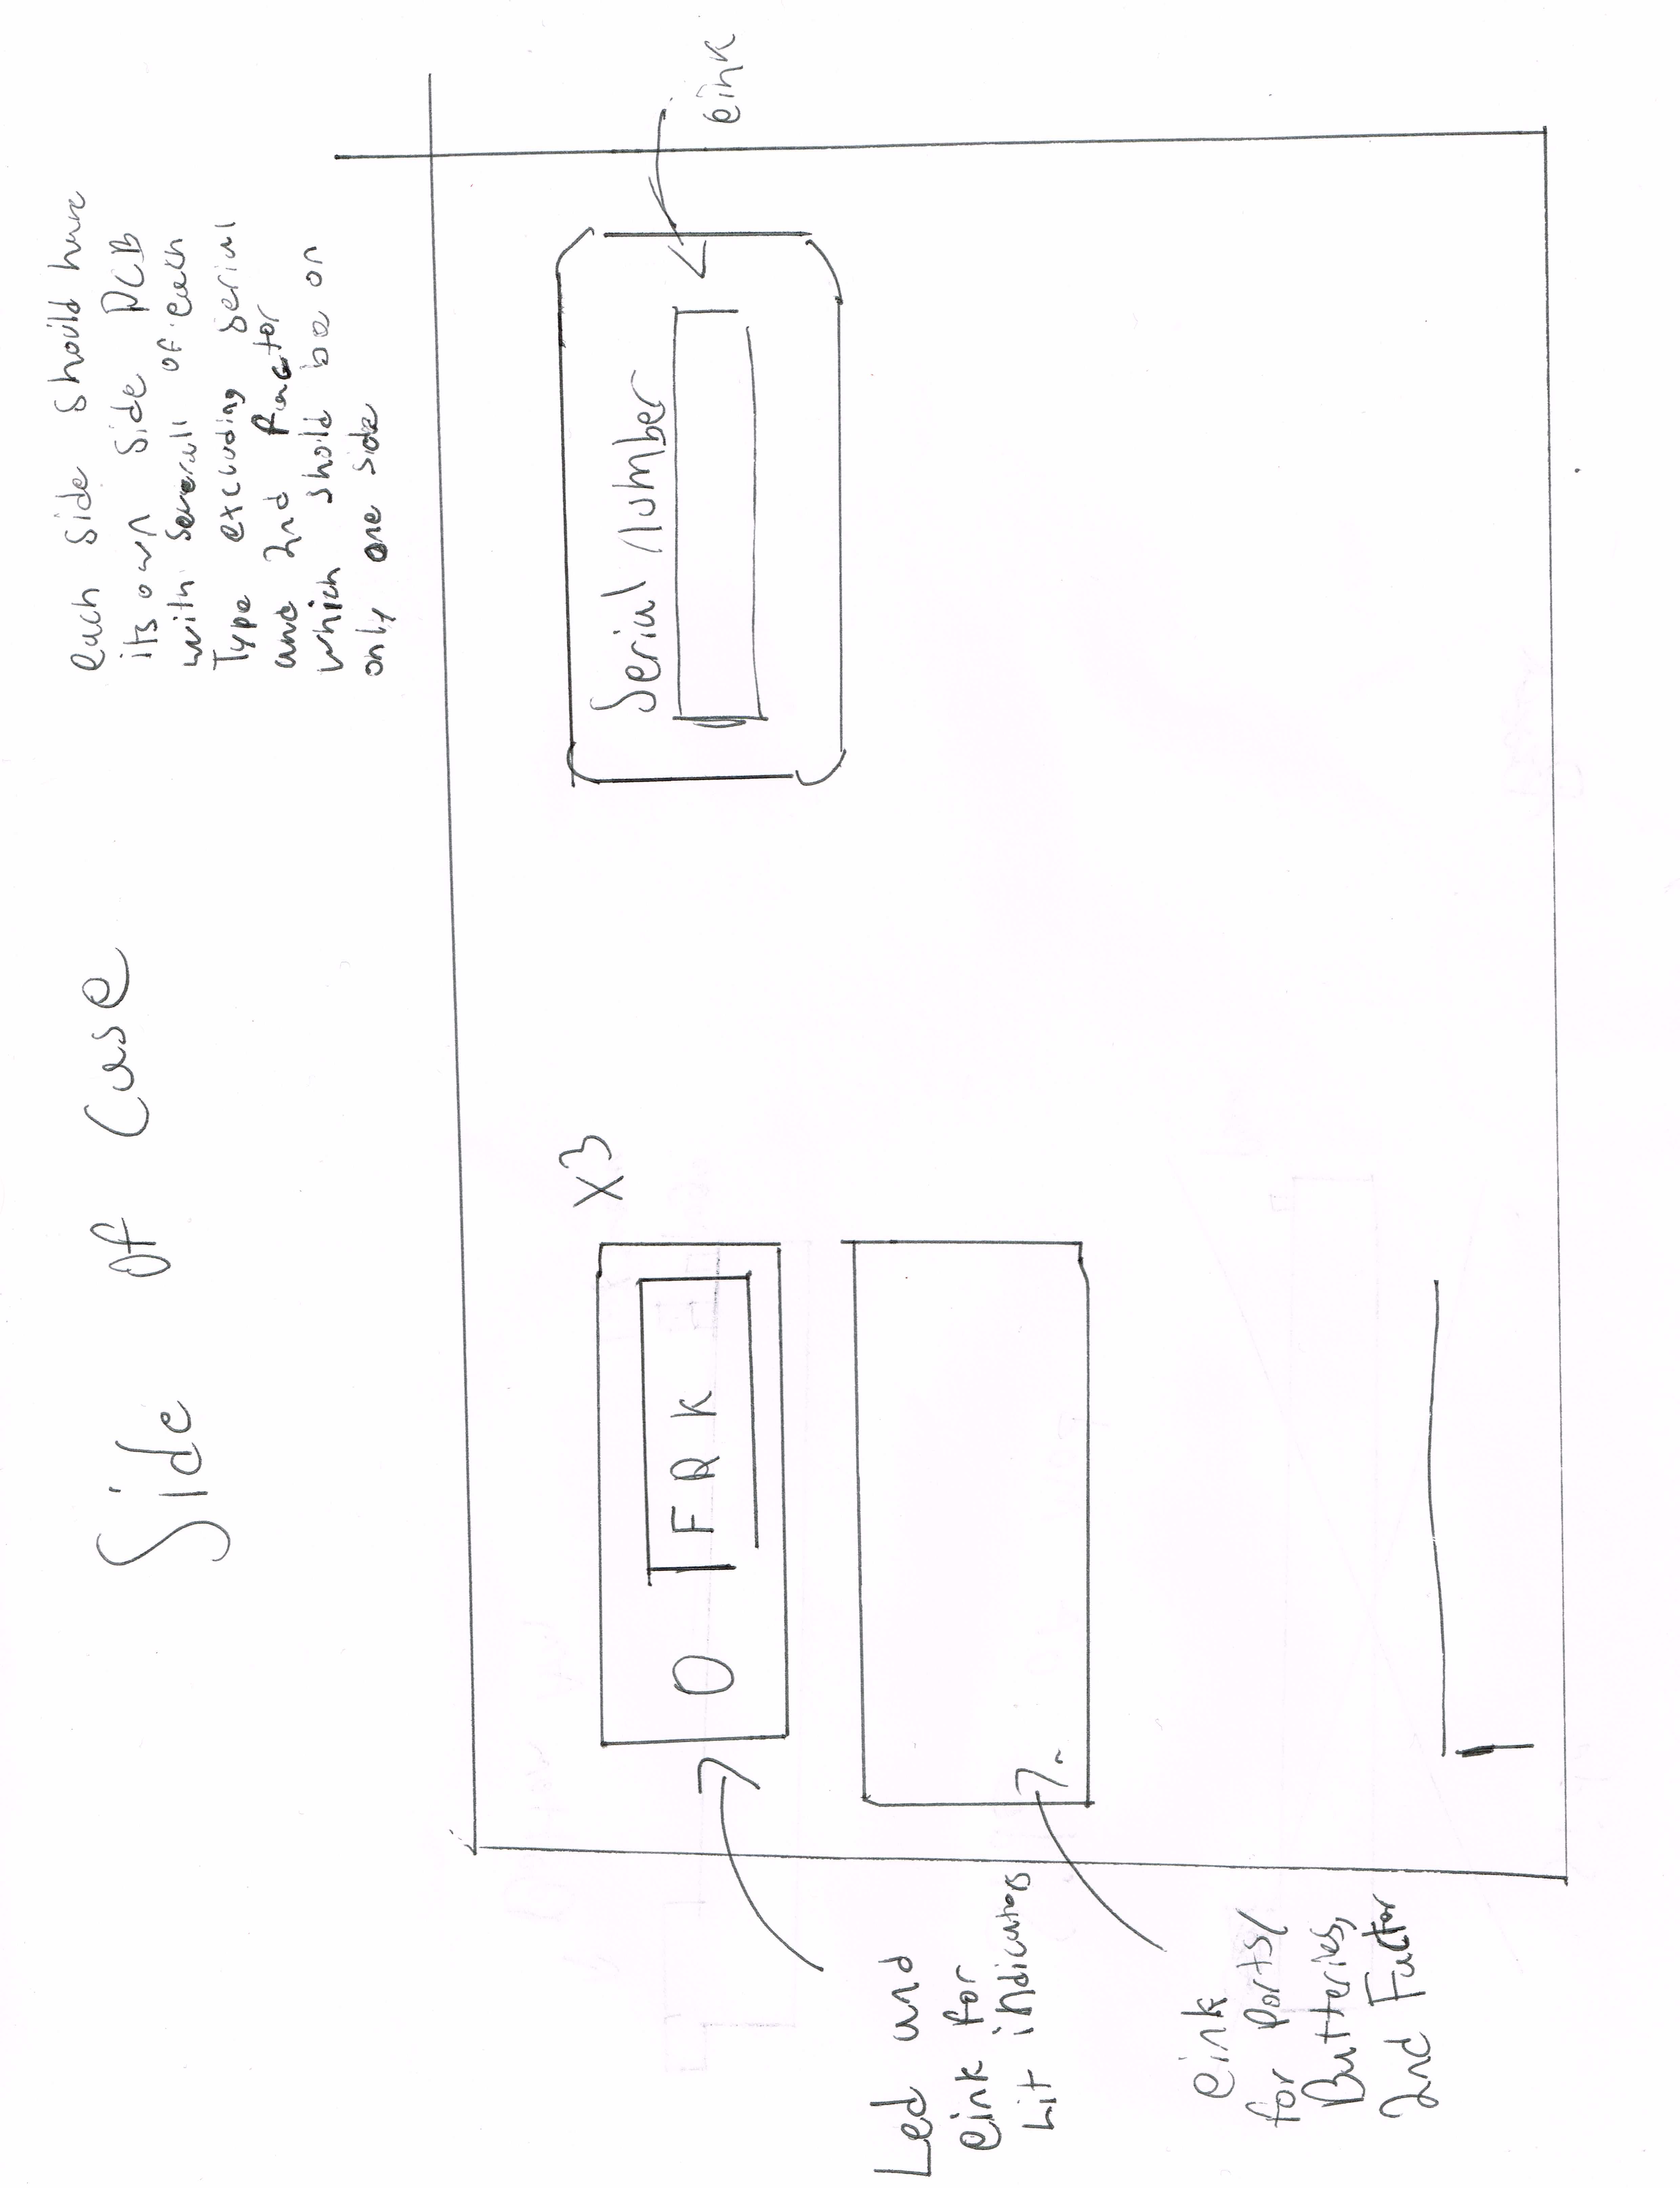 Side of Case
each side should have
its own side PCB
with severall of each
Type excluding serial
and 2nd Factor
which shold be on
only one side
X3
O FRK
Serial number
eink
Led and
eink for
Lit indicators
eink
for Ports/
Batteries,
2nd Factor